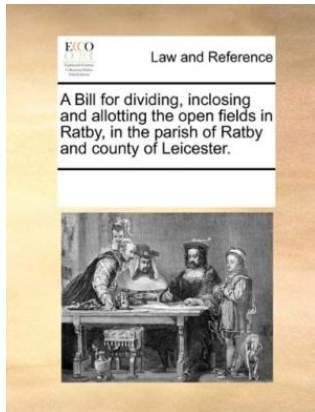 ECCO
Law and Reference
A Bill for dividing, inclosing
and allotting the open fields in
Ratby, in the parish of Ratby
and county of Leicester.